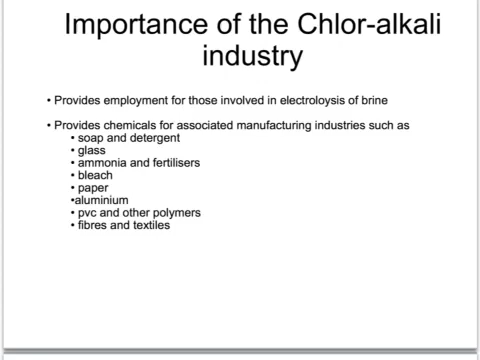 Importance of the Chlor-alkali
industry
• Provides employment for those involved in electroloysis of brine
• Provides chemicals for associated manufacturing industries such as
• soap and detergent
• glass
• ammonia and fertilisers
• bleach
• paper
•aluminium
• pvc and other polymers
• fibres and textiles